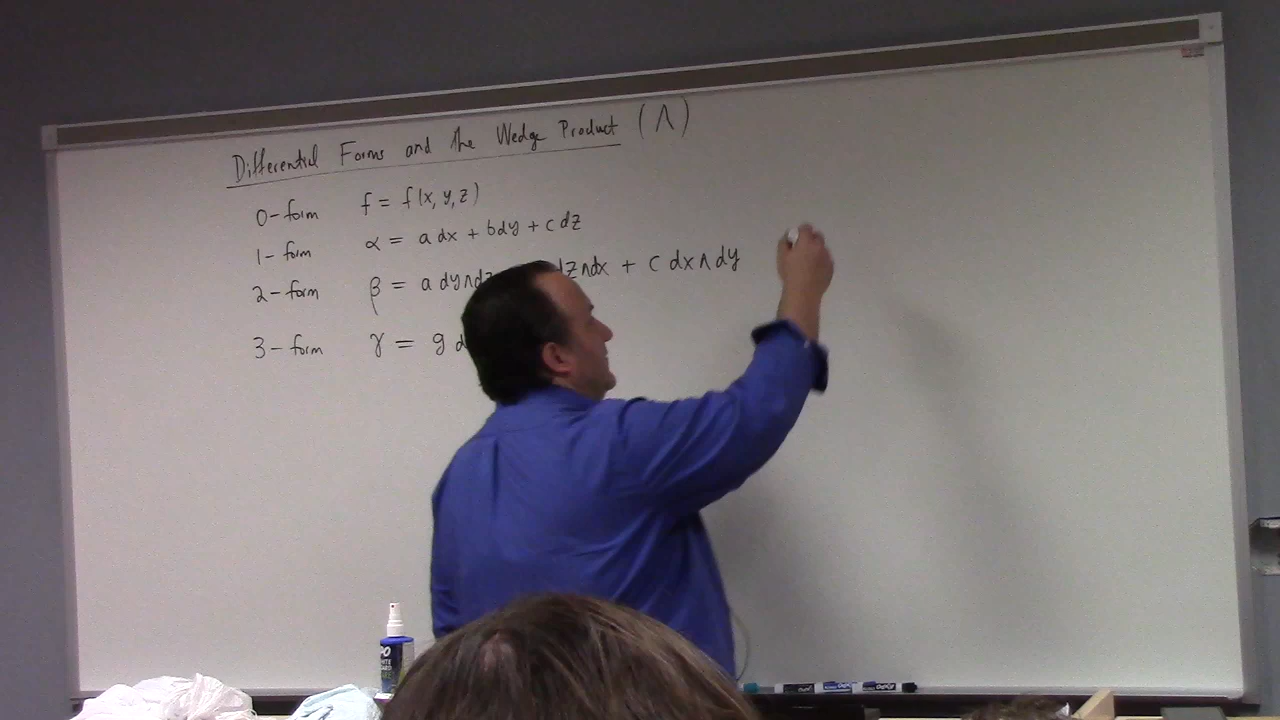 Differential Forms and the Wedge Product (Λ)
0-form f = f(x, y, z)
1-form α = a dx + b dy + c dz
2-form β = a dy∧dz dz∧dx + c dx∧dy
3-form γ = g d
EXPO